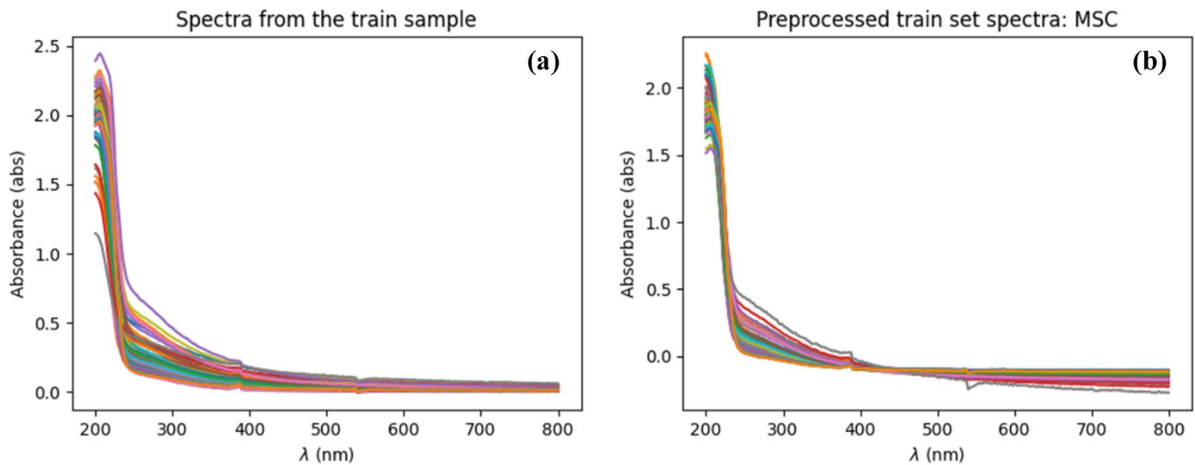 Spectra from the train sample
(a)
Absorbance (abs)
2.5
2.0
1.5
1.0
0.5
0.0
200 300 400 500 600 700 800
λ (nm)
Preprocessed train set spectra: MSC
(b)
Absorbance (abs)
2.0
1.5
1.0
0.5
0.0
200 300 400 500 600 700 800
λ (nm)